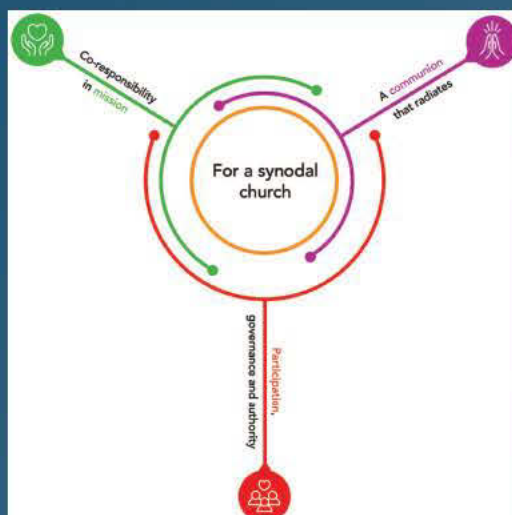 Co-responsibility
in mission
A communion
that radiates
For a synodal
church
Participation,
governance and authority